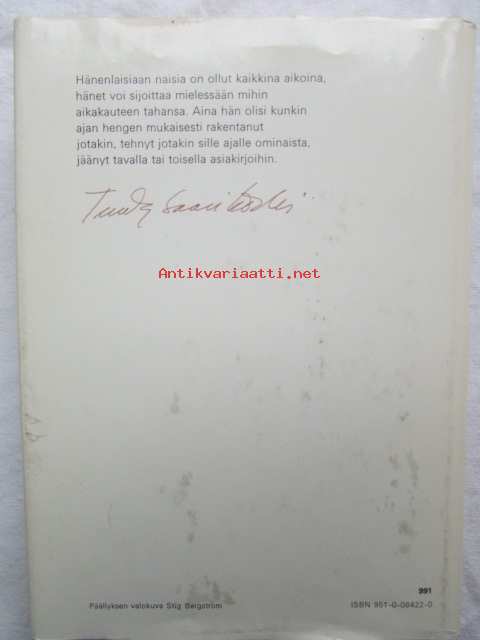 Hänenlaisiaan naisia on ollut kaikkina aikoina,
hänet voi sijoittaa mielessään mihin
aikakauteen tahansa. Aina hän olisi kunkin
ajan hengen mukaisesti rakentanut
jotakin, tehnyt jotakin sille ajalle ominaista,
jäänyt tavalla tai toisella asiakirjoihin.
Saarikoski
Antikvariaatti.net
991
Päällyksen valokuva Stig Bergström
ISBN 951-0-08422-0